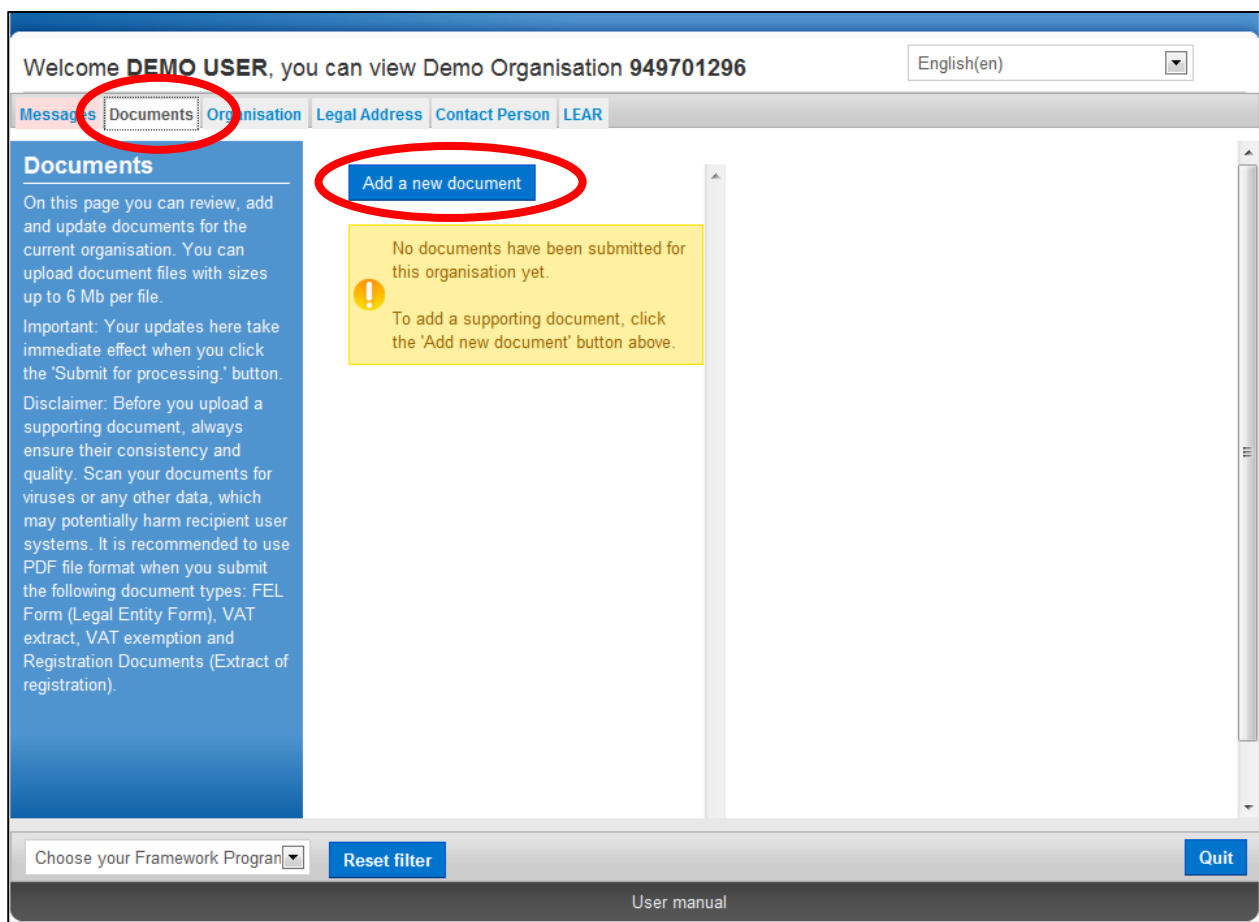 Welcome DEMO USER, you can view Demo Organisation 949701296
English(en)
Messages Documents Organisation Legal Address Contact Person LEAR
Documents
On this page you can review, add
and update documents for the
current organisation. You can
upload document files with sizes
up to 6 Mb per file.
Important: Your updates here take
immediate effect when you click
the 'Submit for processing.' button.
Disclaimer: Before you upload a
supporting document, always
ensure their consistency and
quality. Scan your documents for
viruses or any other data, which
may potentially harm recipient user
systems. It is recommended to use
PDF file format when you submit
the following document types: FEL
Form (Legal Entity Form), VAT
extract, VAT exemption and
Registration Documents (Extract of
registration).
Add a new document
No documents have been submitted for
this organisation yet.
To add a supporting document, click
the 'Add new document' button above.
Choose your Framework Progran
Reset filter
Quit
User manual